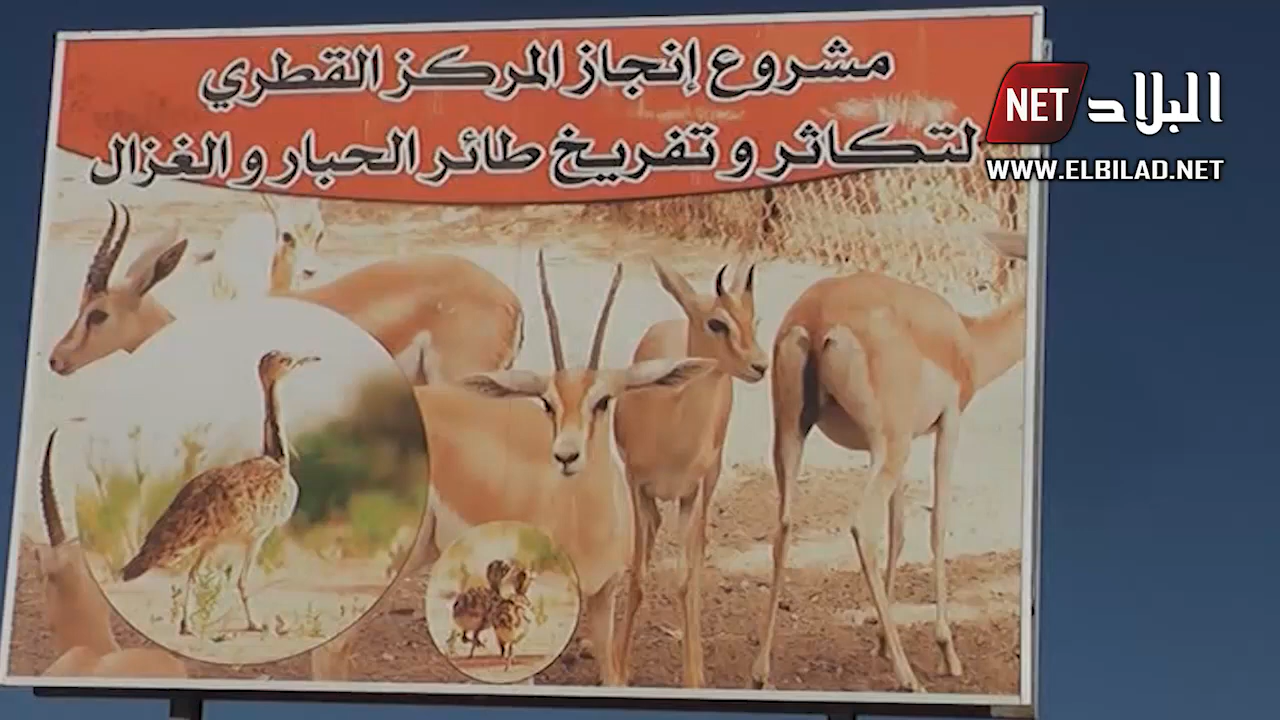 مشروع إنجاز المركز القطري
لتكاثر و تفريخ طائر الحبار و الغزال
البلاد NET
WWW.ELBILAD.NET